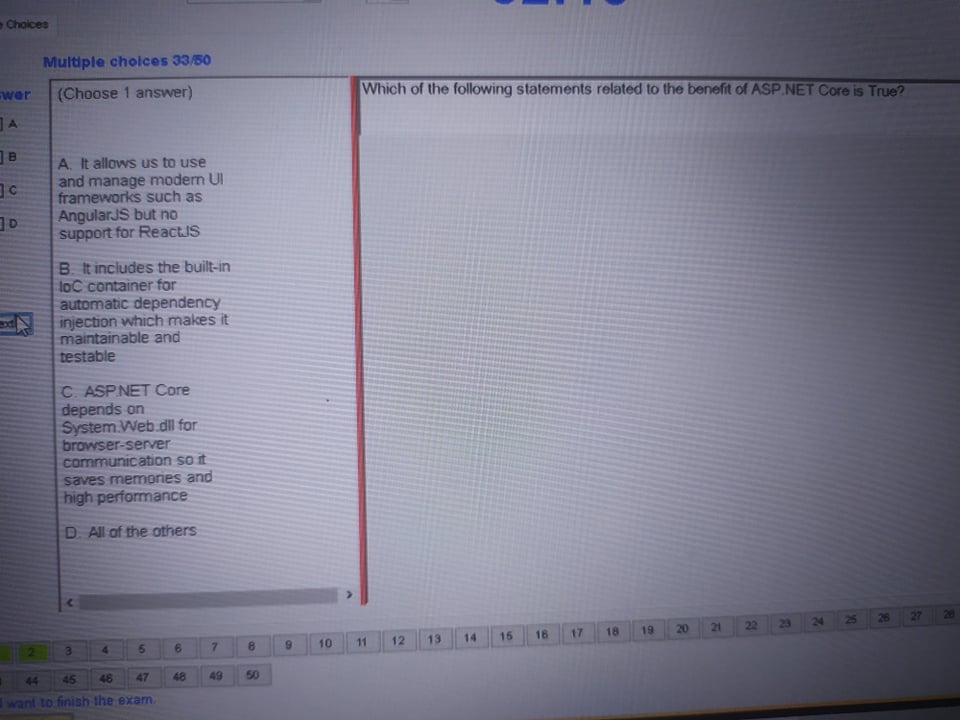 Choices
Multiple choices 33/50
(Choose 1 answer)
Which of the following statements related to the benefit of ASP.NET Core is True?
A
B
C
D
A. It allows us to use
and manage modern UI
frameworks such as
AngularJS but no
support for ReactJS
B. It includes the built-in
IoC container for
automatic dependency
injection which makes it
maintainable and
testable
C. ASP.NET Core
depends on
System.Web.dll for
browser-server
communication so it
saves memories and
high performance
D. All of the others
2 3 4 5 6 7 8 9 10 11 12 13 14 15 16 17 18 19 20 21 22 23 24 25 26 27 28
44 45 46 47 48 49 50
I want to finish the exam.